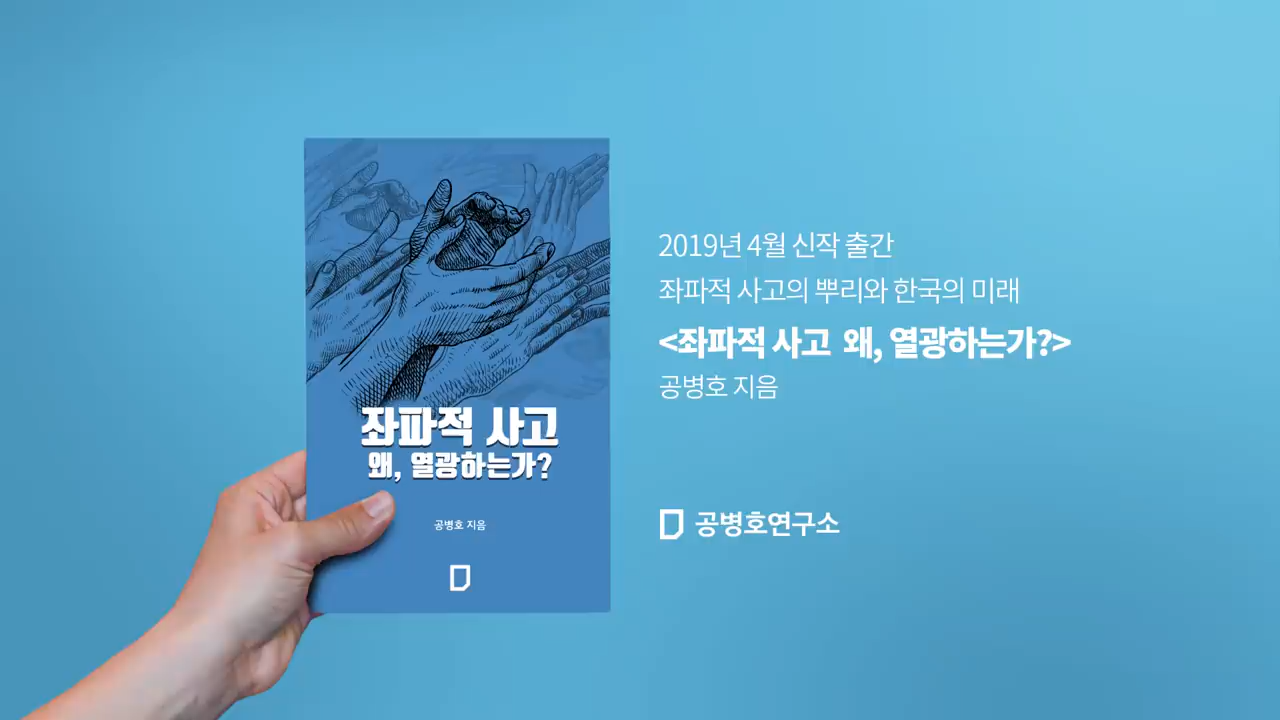 좌파적 사고
왜, 열광하는가?
공병호 지음
2019년 4월 신작 출간
좌파적 사고의 뿌리와 한국의 미래
<좌파적 사고 왜, 열광하는가?>
공병호 지음
공병호연구소